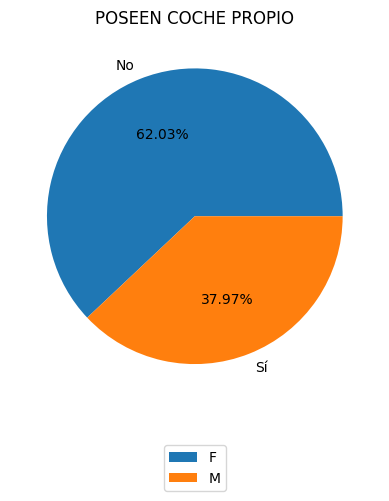 POSEEN COCHE PROPIO
No
62.03%
37.97%
Sí
F
M